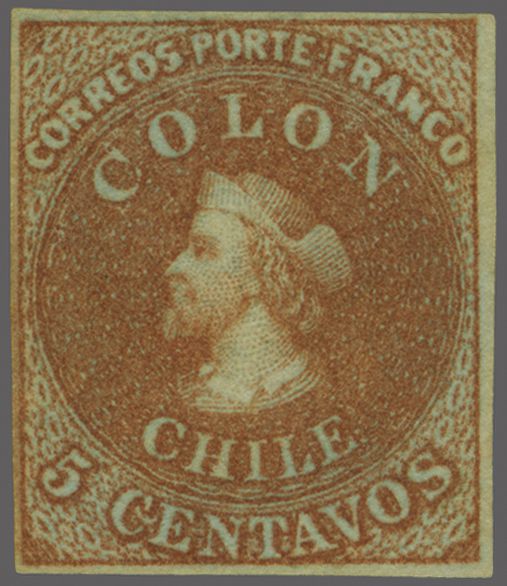 CORREOS PORTE FRANCO
COLON
CHILE
5 CENTAVOS